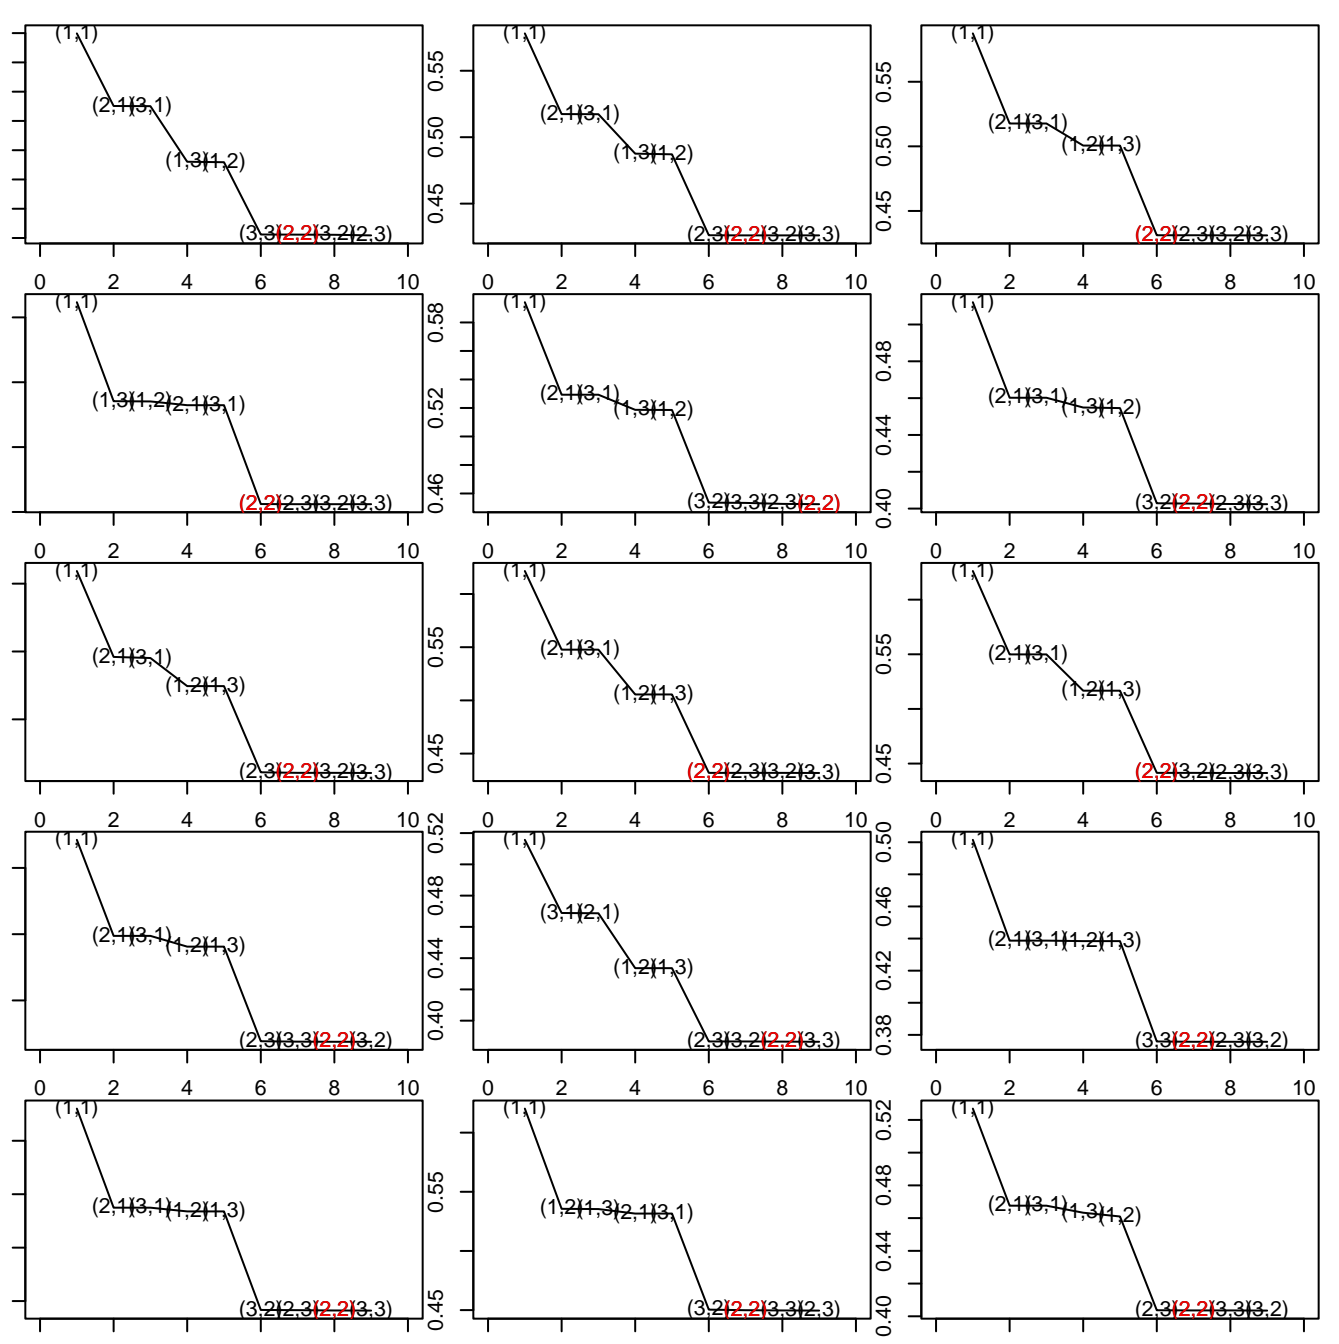 (1,1) (1,1) (1,1)
0.55 0.55
(2,1)(3,1) (2,1)(3,1) (2,1)(3,1)
0.50 0.50
(1,3)(1,2) (1,3)(1,2) (1,2)(1,3)
0.45 0.45
(3,3)(2,2)(3,2)(2,3) (2,3)(2,2)(3,2)(3,3) (2,2)(2,3)(3,2)(3,3)
0 2 4 6 8 10 0 2 4 6 8 10 0 2 4 6 8 10
(1,1) (1,1) (1,1)
0.58 0.48
(1,3)(1,2)(2,1)(3,1) (2,1)(3,1)(1,3)(1,2) (2,1)(3,1)(1,3)(1,2)
0.52 0.44
0.46 0.40
(2,2)(2,3)(3,2)(3,3) (3,2)(3,3)(2,3)(2,2) (3,2)(2,2)(2,3)(3,3)
0 2 4 6 8 10 0 2 4 6 8 10 0 2 4 6 8 10
(1,1) (1,1) (1,1)
0.55 0.55
(2,1)(3,1) (2,1)(3,1) (2,1)(3,1)
(1,2)(1,3) (1,2)(1,3) (1,2)(1,3)
0.45 0.45
(2,3)(2,2)(3,2)(3,3) (2,2)(2,3)(3,2)(3,3) (2,2)(3,2)(2,3)(3,3)
0 2 4 6 8 10 0 2 4 6 8 10 0 2 4 6 8 10
0.52 0.50
(1,1) (1,1) (1,1)
0.48 0.46
(2,1)(3,1)(1,2)(1,3) (3,1)(2,1)(1,2)(1,3) (2,1)(3,1)(1,2)(1,3)
0.44 0.42
0.40 0.38
(2,3)(3,3)(2,2)(3,2) (2,3)(3,2)(2,2)(3,3) (3,3)(2,2)(2,3)(3,2)
0 2 4 6 8 10 0 2 4 6 8 10 0 2 4 6 8 10
(1,1) (1,1) (1,1)
0.52
0.55 0.48
(2,1)(3,1)(1,2)(1,3) (1,2)(1,3)(2,1)(3,1) (2,1)(3,1)(1,3)(1,2)
0.44
0.45 0.40
(3,2)(2,3)(2,2)(3,3) (3,2)(2,2)(3,3)(2,3) (2,3)(2,2)(3,3)(3,2)